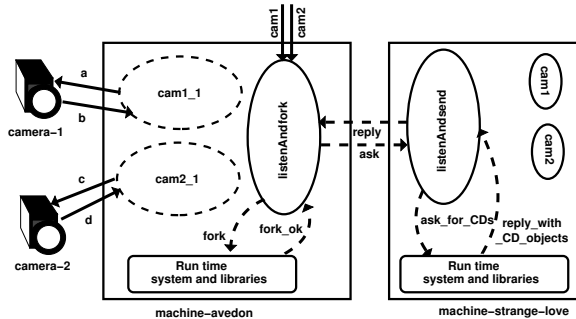 cam1
cam2
a
b
camera-1
cam1_1
listenAndfork
reply
ask
listenAndsend
cam1
cam2
c
d
camera-2
cam2_1
fork
fork_ok
ask_for_CDs
reply_with
_CD_objects
Run time
system and libraries
Run time
system and libraries
machine-avedon
machine-strange-love